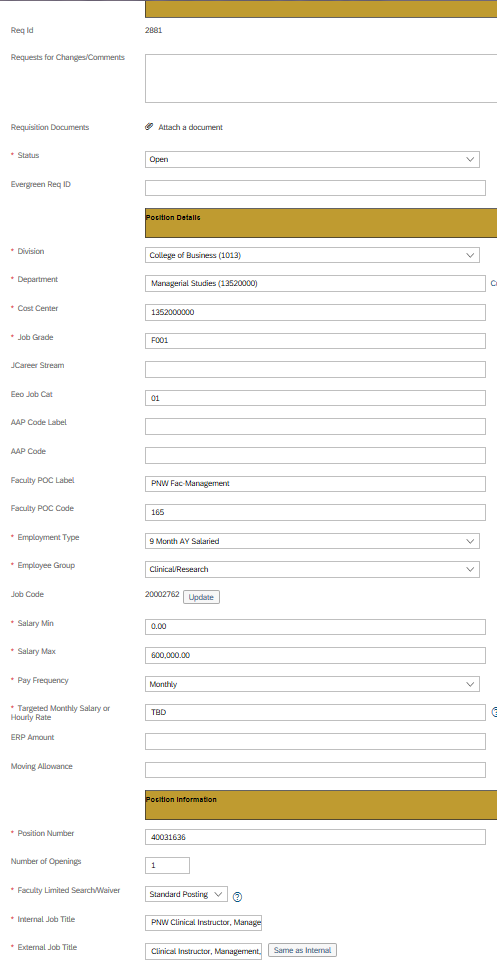 Req Id 2881
Requests for Changes/Comments
Requisition Documents Attach a document
* Status Open
Evergreen Req ID
Position Details
* Division College of Business (1013)
* Department Managerial Studies (13520000)
* Cost Center 1352000000
* Job Grade F001
JCareer Stream
Eeo Job Cat 01
AAP Code Label
AAP Code
Faculty POC Label PNW Fac-Management
Faculty POC Code 165
* Employment Type 9 Month AY Salaried
* Employee Group Clinical/Research
Job Code 20002762 Update
* Salary Min 0.00
* Salary Max 600,000.00
* Pay Frequency Monthly
* Targeted Monthly Salary or
Hourly Rate TBD
ERP Amount
Moving Allowance
Position Information
* Position Number 40031636
Number of Openings 1
* Faculty Limited Search/Waiver Standard Posting ?
* Internal Job Title PNW Clinical Instructor, Manage
* External Job Title Clinical Instructor, Management, Same as Internal